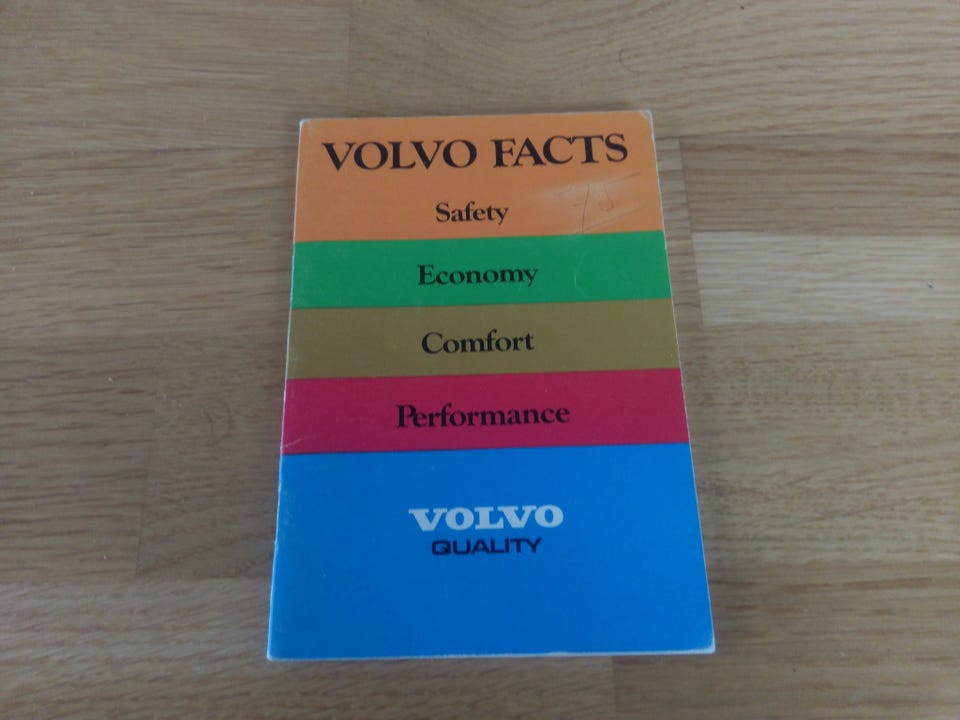 VOLVO FACTS
Safety
Economy
Comfort
Performance
VOLVO
QUALITY